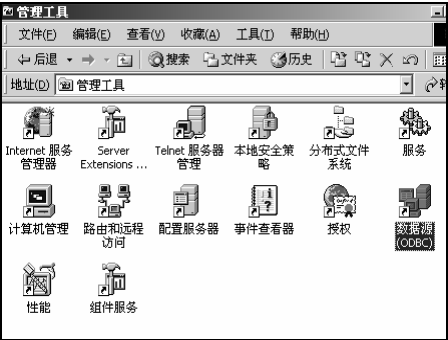 管理工具
文件(F) 编辑(E) 查看(V) 收藏(A) 工具(T) 帮助(H)
后退 搜索 文件夹 历史
地址(D) 管理工具
Internet 服务管理器
Server Extensions ...
Telnet 服务器管理
本地安全策略
分布式文件系统
服务
计算机管理
路由和远程访问
配置服务器
事件查看器
授权
数据源(ODBC)
性能
组件服务